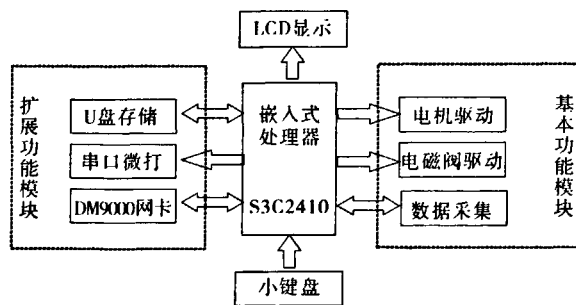 LCD显示
扩展功能模块
U盘存储
串口微打
DM9000网卡
嵌入式
处理器
S3C2410
电机驱动
电磁阀驱动
数据采集
基本功能模块
小键盘